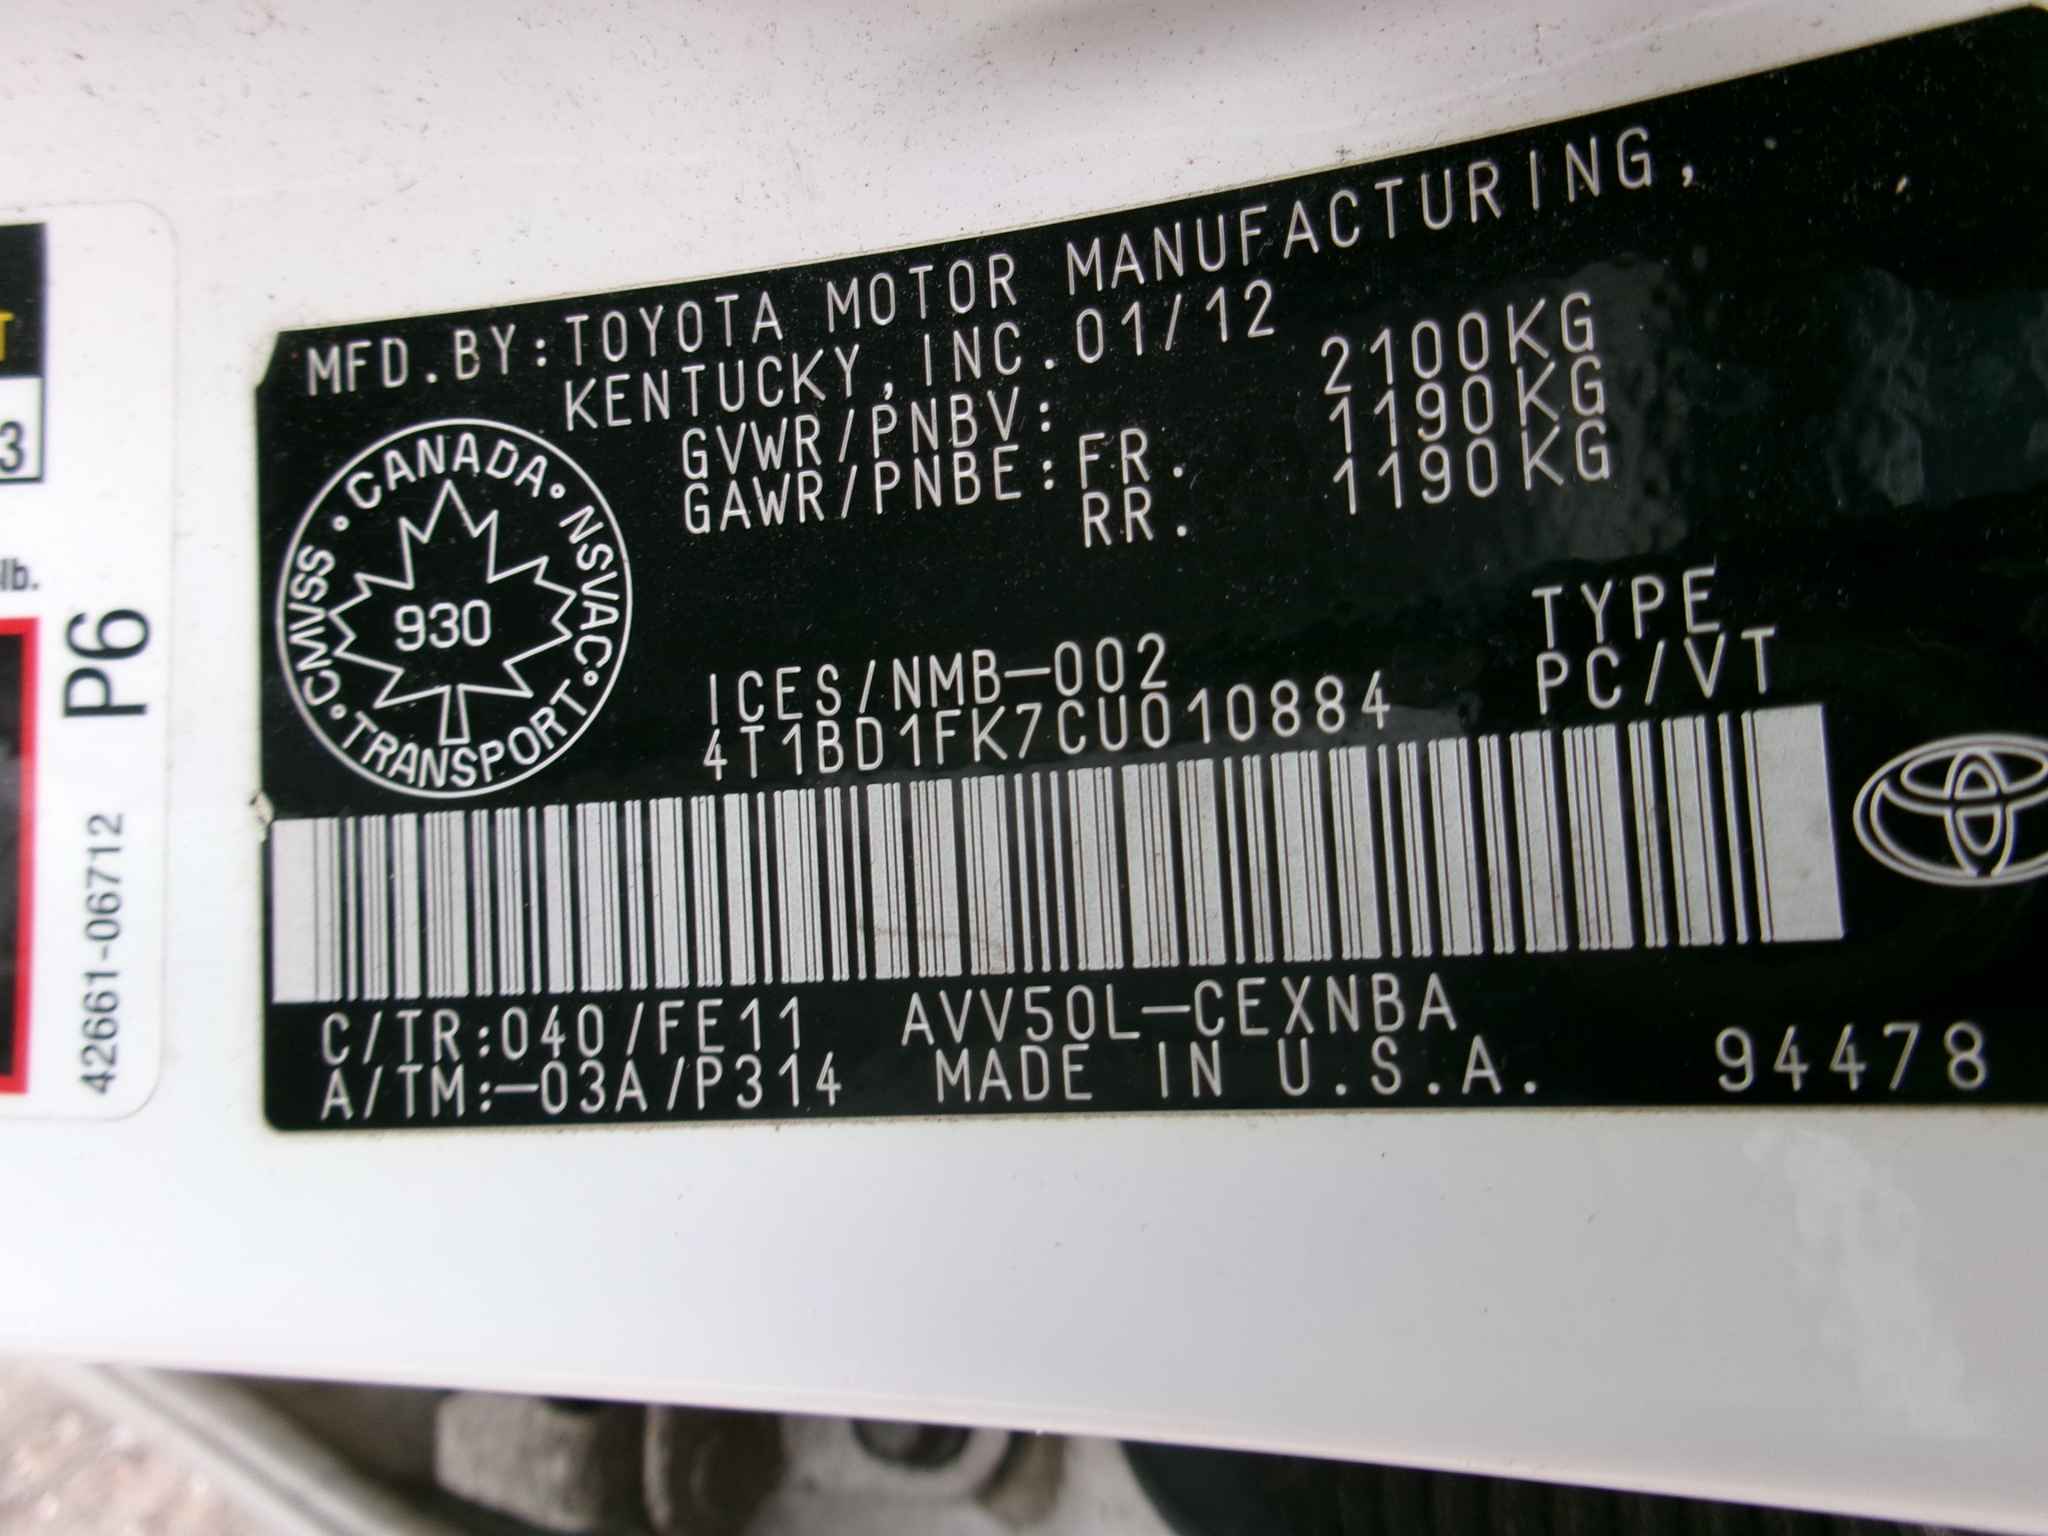 T
3
lb.
P6
42661-06712
MFD.BY:TOYOTA MOTOR MANUFACTURING,
KENTUCKY,INC.01/12
GVWR/PNBV: 2100KG
GAWR/PNBE:FR. 1190KG
RR. 1190KG
CANADA·NSVAC·TRANSPORT·CMVSS·
930
ICES/NMB-002
TYPE
4T1BD1FK7CU010884
PC/VT
C/TR:040/FE11 AVV50L-CEXNBA
A/TM:-03A/P314 MADE IN U.S.A. 94478